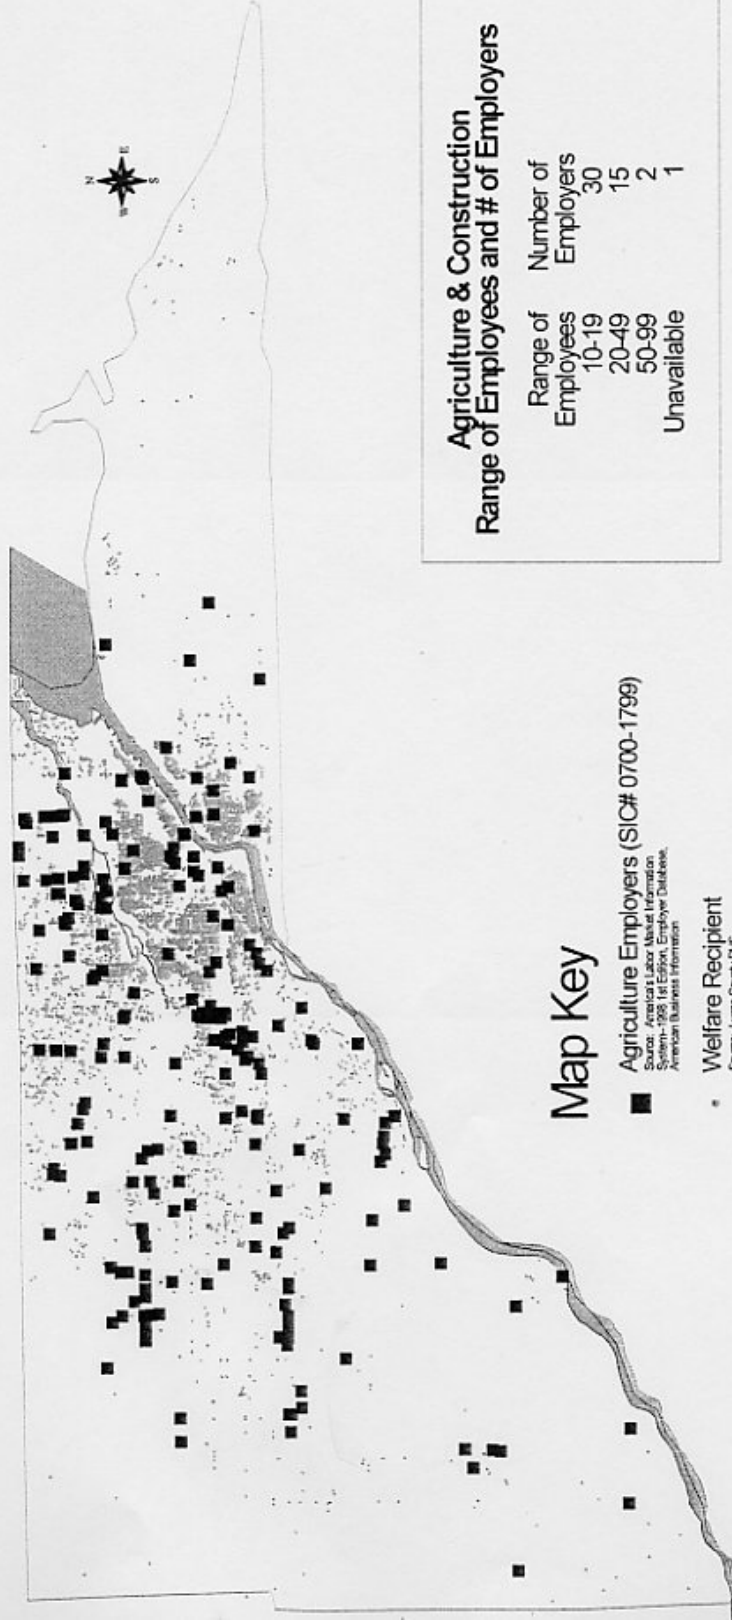 N
W
E
S
Agriculture & Construction
Range of Employees and # of Employers
Range of Number of
Employees Employers
10-19 30
20-49 15
50-99 2
Unavailable 1
Map Key
Agriculture Employers (SIC# 0700-1799)
Source: America's Labor Market Information
System-1998 1st Edition, Employer Database,
American Business Information
Welfare Recipient